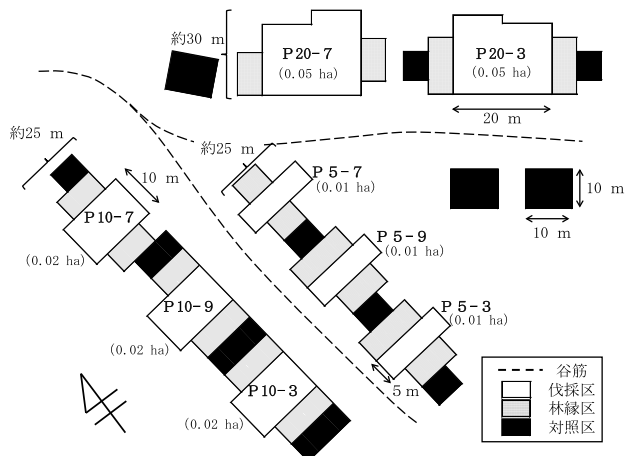 約30 m
P20-7
(0.05 ha)
P20-3
(0.05 ha)
20 m
約25 m
10 m
P10-7
(0.02 ha)
約25 m
P 5-7
(0.01 ha)
10 m
10 m
P 5-9
(0.01 ha)
P10-9
(0.02 ha)
P 5-3
(0.01 ha)
5 m
P10-3
(0.02 ha)
谷筋
伐採区
林縁区
対照区